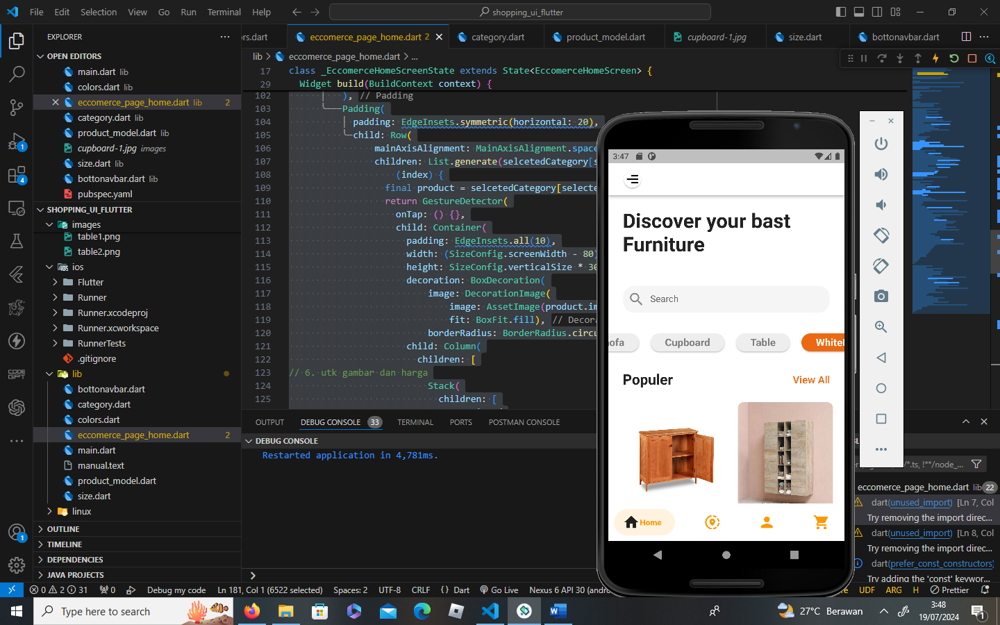 File Edit Selection View Go Run Terminal Help
shopping_ui_flutter
EXPLORER
OPEN EDITORS
main.dart lib
colors.dart lib
eccomerce_page_home.dart lib 2
category.dart lib
product_model.dart lib
cupboard-1.jpg images
size.dart lib
bottonavbar.dart lib
pubspec.yaml
SHOPPING_UI_FLUTTER
images
table1.png
table2.png
ios
Flutter
Runner
Runner.xcodeproj
Runner.xcworkspace
RunnerTests
.gitignore
lib
bottonavbar.dart
category.dart
colors.dart
eccomerce_page_home.dart 2
main.dart
manual.text
product_model.dart
size.dart
linux
OUTLINE
TIMELINE
DEPENDENCIES
JAVA PROJECTS
1
4
CODE
GPT
1
ors.dart eccomerce_page_home.dart 2 category.dart product_model.dart cupboard-1.jpg size.dart bottonavbar.dart
lib > eccomerce_page_home.dart > ...
17 class _EccomerceHomeScreenState extends State<EccomerceHomeScreen> {
29 Widget build(BuildContext context) {
102 ), // Padding
103 Padding(
104 padding: EdgeInsets.symmetric(horizontal: 20),
105 child: Row(
106 mainAxisAlignment: MainAxisAlignment.space
107 children: List.generate(selcetedCategory[s
108 (index) {
109 final product = selcetedCategory[selecte
110 return GestureDetector(
111 onTap: () {},
112 child: Container(
113 padding: EdgeInsets.all(10),
114 width: (SizeConfig.screenWidth - 80)
115 height: SizeConfig.verticalSize * 30
116 decoration: BoxDecoration(
117 image: DecorationImage(
118 image: AssetImage(product.im
119 fit: BoxFit.fill), // Decora
120 borderRadius: BorderRadius.circu
121 child: Column(
122 children: [
123 // 6. utk gambar dan harga
124 Stack(
125 children: [
OUTPUT DEBUG CONSOLE 33 TERMINAL PORTS POSTMAN CONSOLE
DEBUG CONSOLE
Restarted application in 4,781ms.
3:47
Discover your bast
Furniture
Search
ofa Cupboard Table White
Populer View All
Home
/*.ts, !**/node_...
eccomerce_page_home.dart lib 22
dart(unused_import) [Ln 7, Col
Try removing the import direc...
dart(unused_import) [Ln 8, Col
Try removing the import direc...
dart(prefer_const_constructors)
Try adding the 'const' keywor...
0 2 31 0 Debug my code Ln 181, Col 1 (6522 selected) Spaces: 2 UTF-8 CRLF {} Dart Go Live Nexus 6 API 30 (andr UDF ARG H Prettier
Type here to search
27°C Berawan
3:48
19/07/2024
1